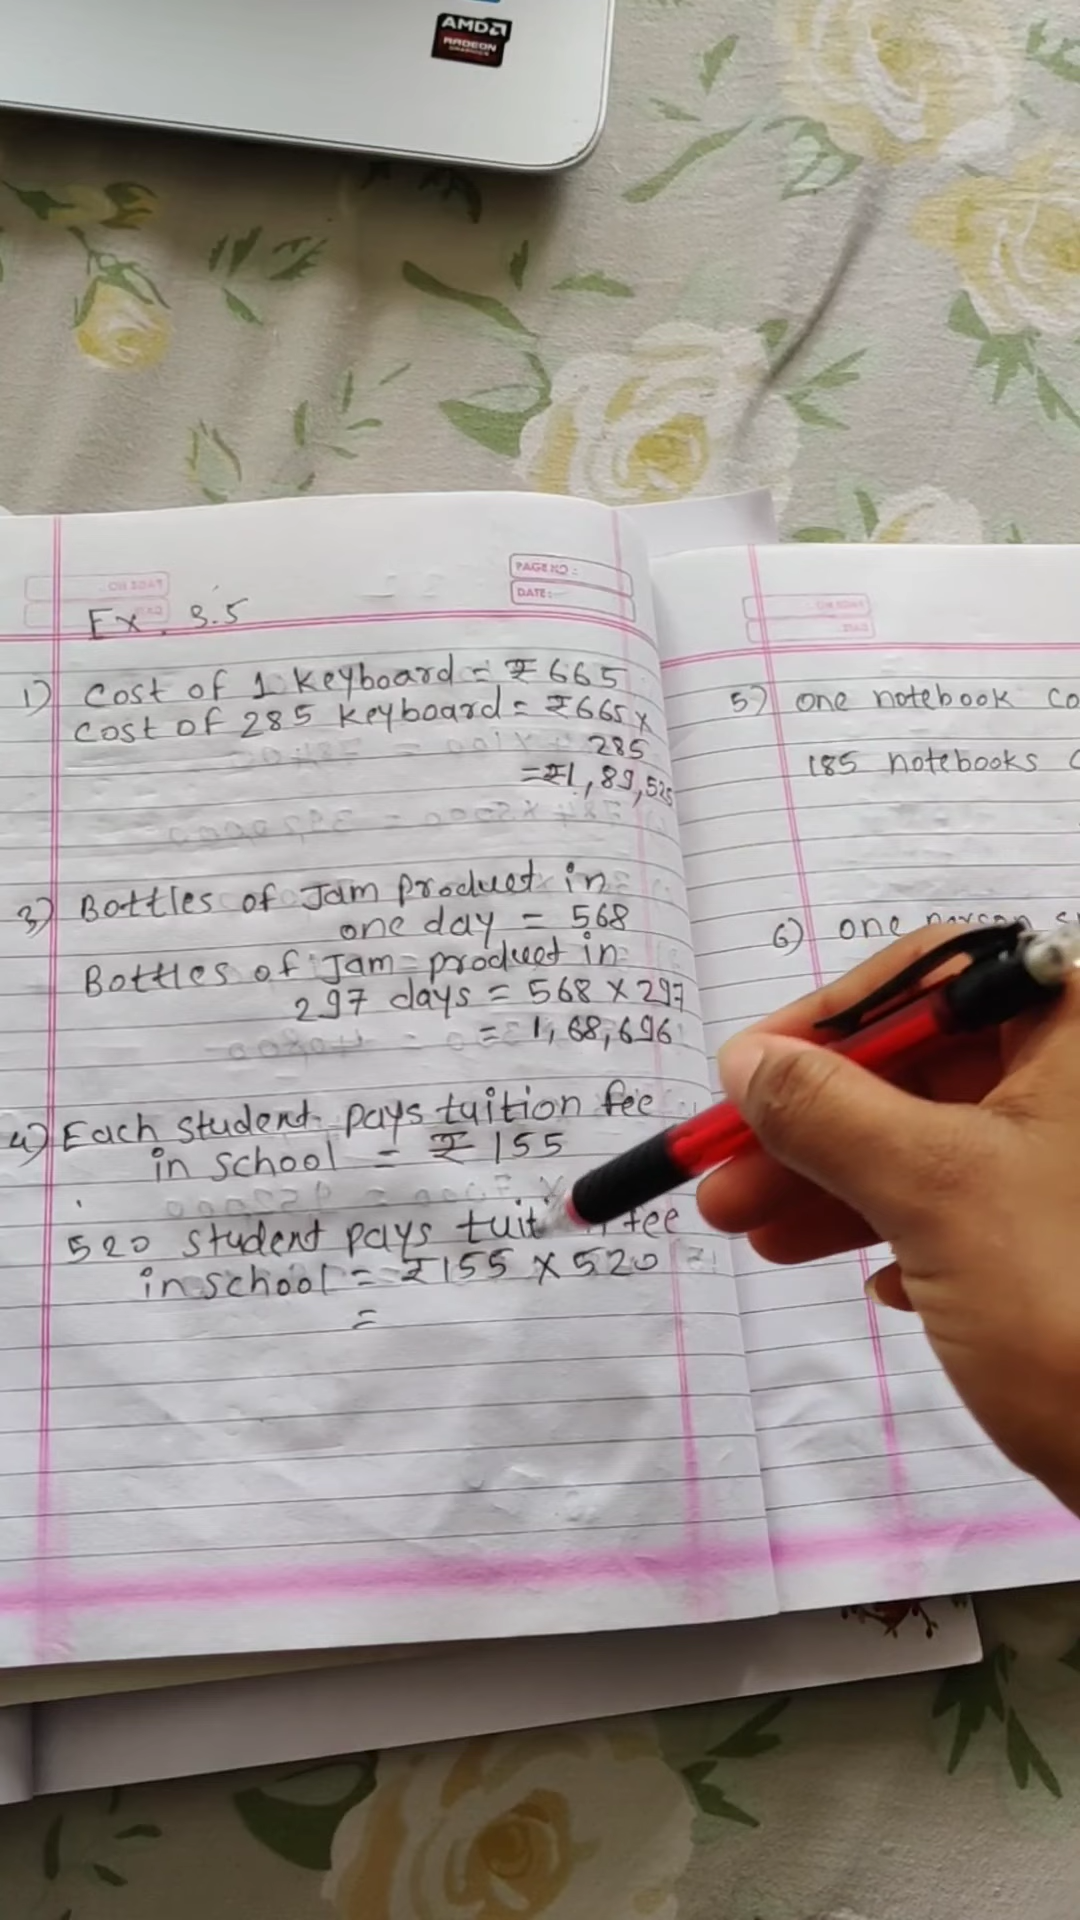 AMD
RADEON
GRAPHICS
PAGE NO :
DATE:
Ex. 3.5
1) Cost of 1 keyboard = ₹665
Cost of 285 keyboard = ₹665 x
285
= ₹1,89,525
3) Bottles of Jam product in
one day = 568
Bottles of Jam product in
297 days = 568 x 297
= 1,68,696
4) Each student pays tuition fee
in school = ₹ 155
520 student pays tuit fee
in school = ₹155 x 520
=
5) one notebook co
185 notebooks
6) one person